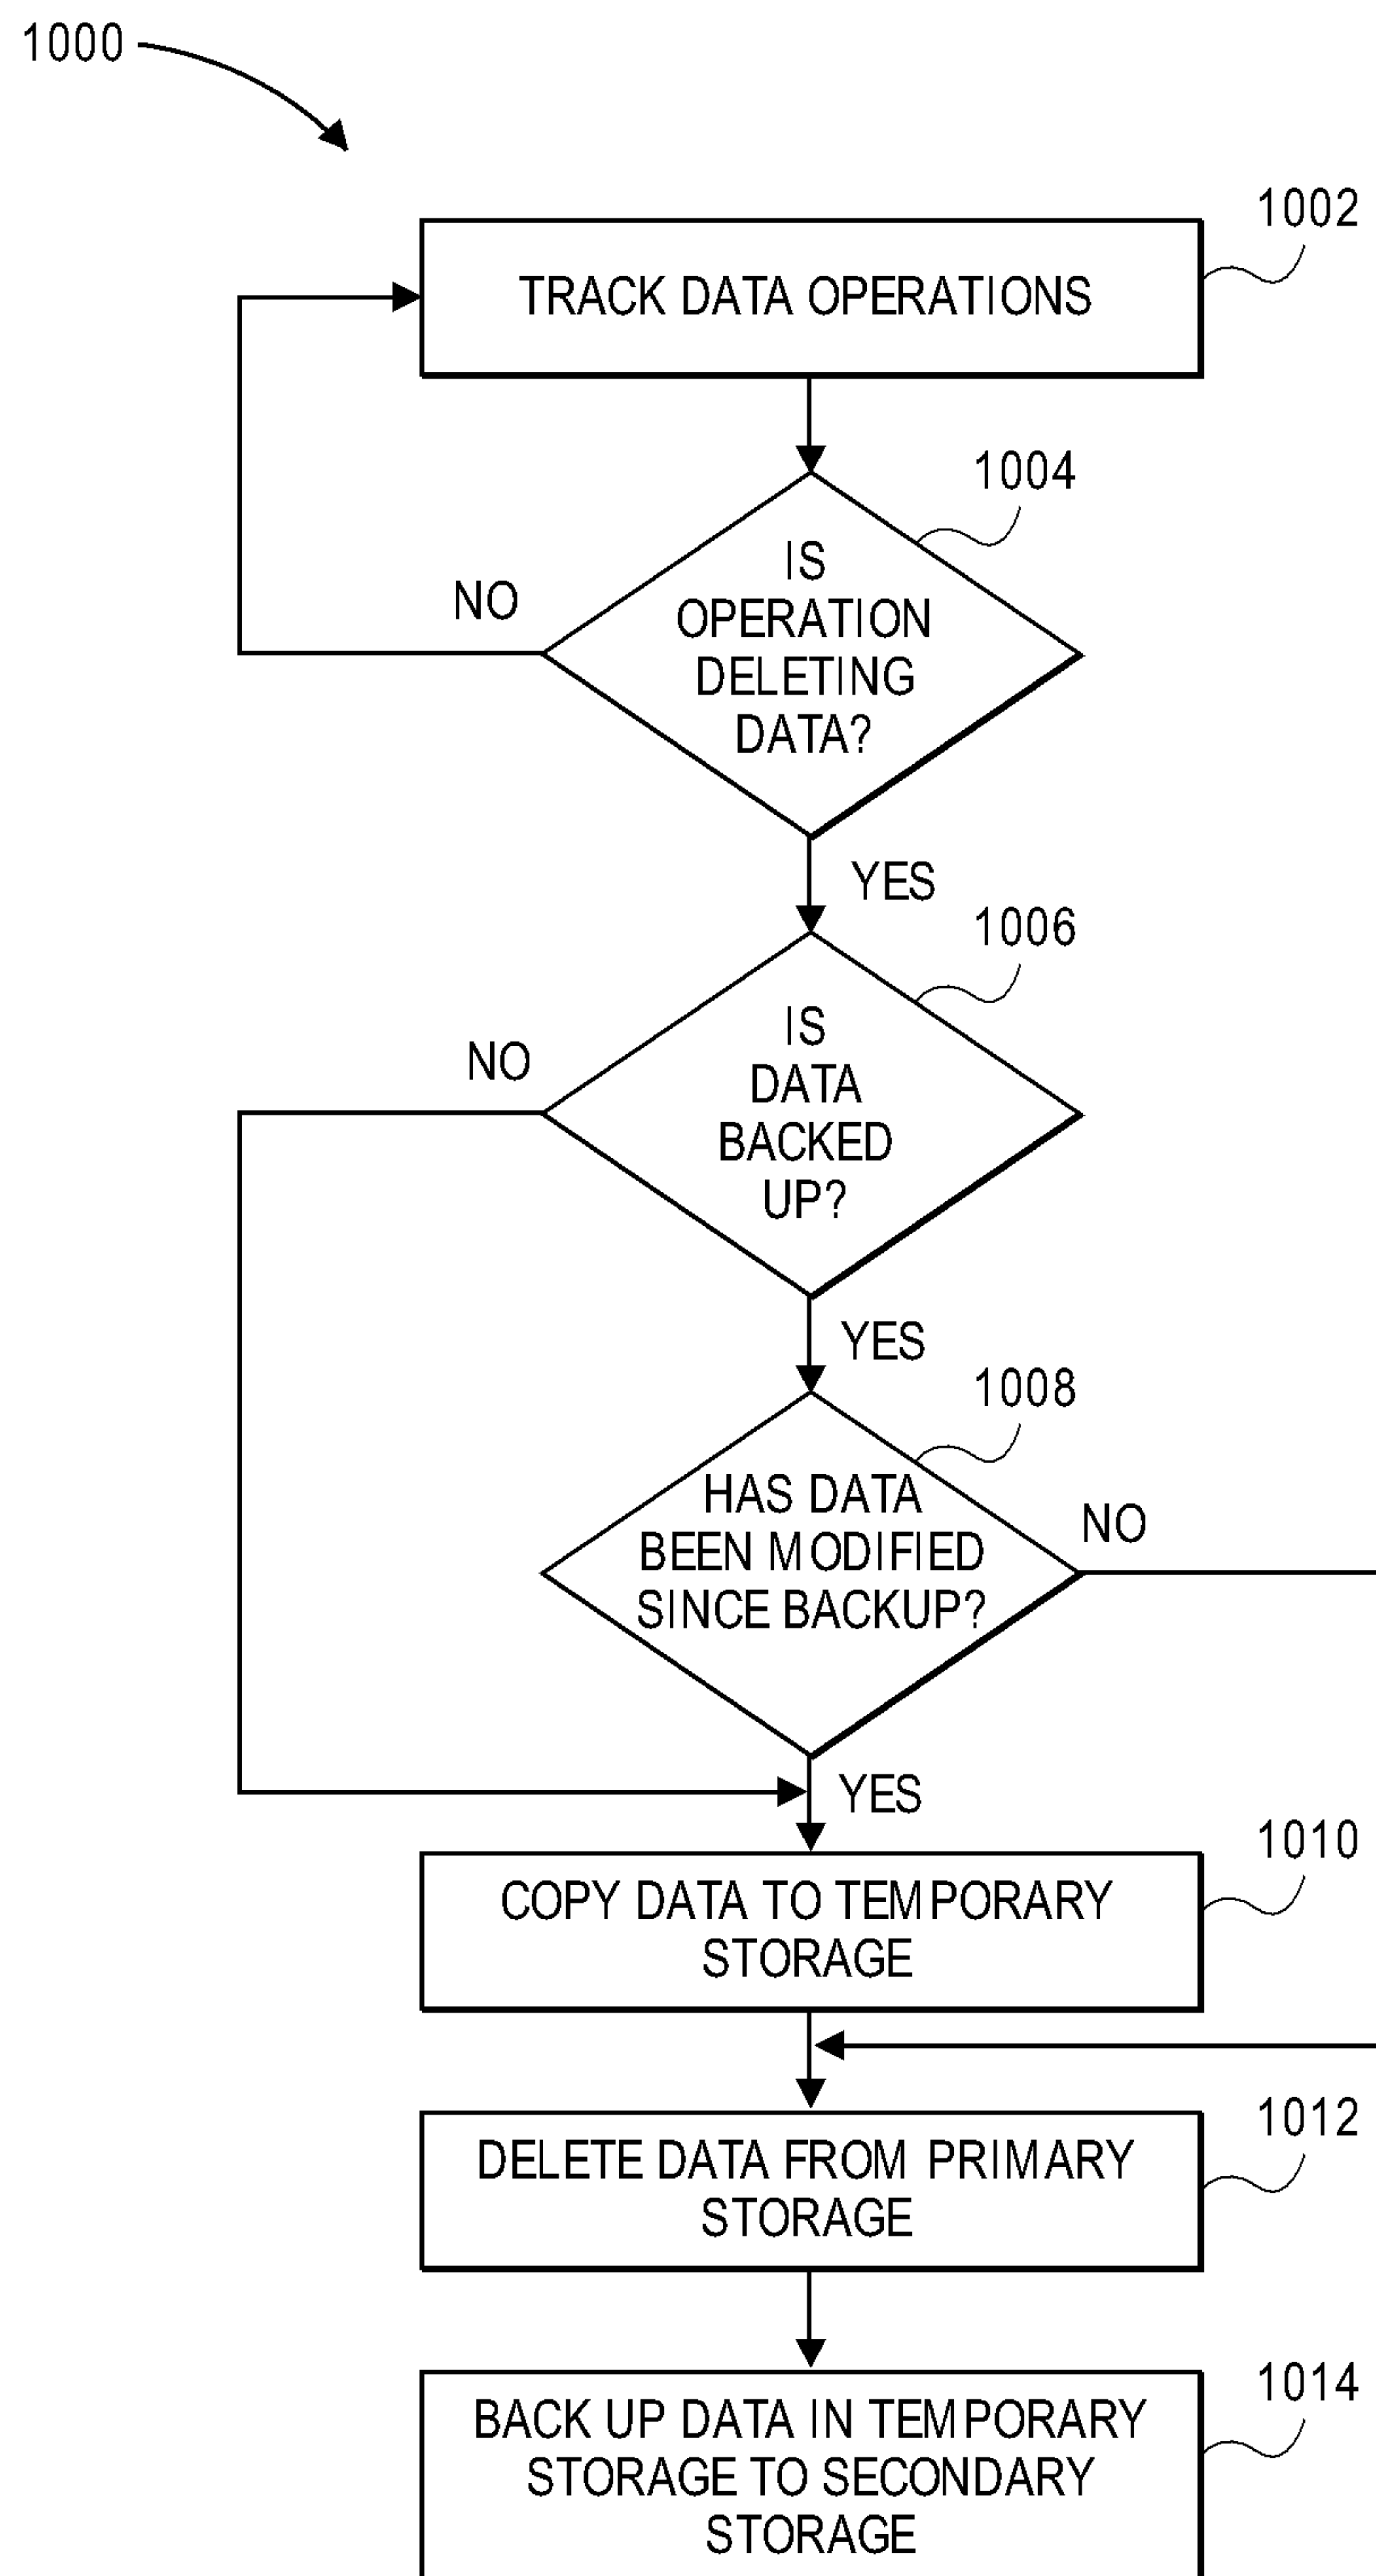 1000
1002
TRACK DATA OPERATIONS
1004
IS
OPERATION
DELETING
DATA?
NO
YES
1006
IS
DATA
BACKED
UP?
NO
YES
1008
HAS DATA
BEEN MODIFIED
SINCE BACKUP?
NO
YES
1010
COPY DATA TO TEMPORARY
STORAGE
1012
DELETE DATA FROM PRIMARY
STORAGE
1014
BACK UP DATA IN TEMPORARY
STORAGE TO SECONDARY
STORAGE